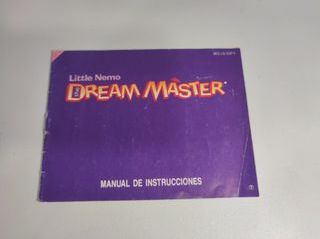 Little Nemo
the DREAM MASTER
MANUAL DE INSTRUCCIONES